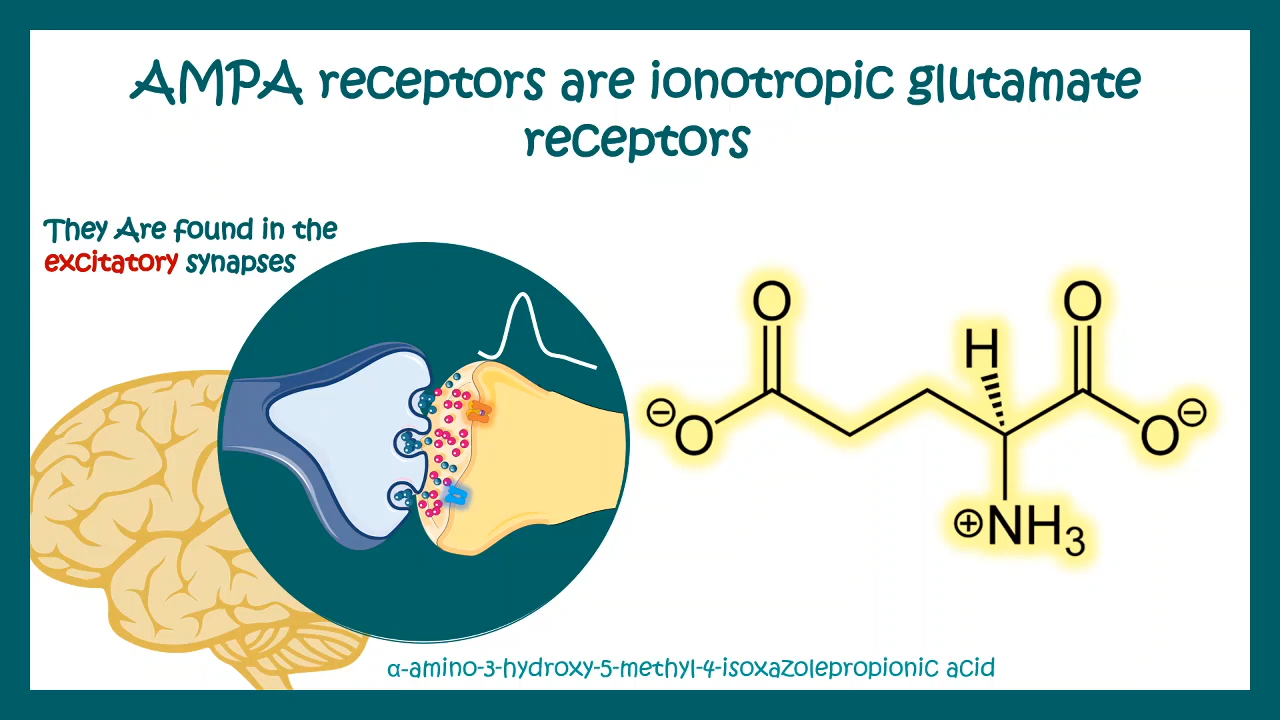 AMPA receptors are ionotropic glutamate
receptors
They Are found in the
excitatory synapses
O
O
H
⊖
O
O
⊖
⊕NH₃
α-amino-3-hydroxy-5-methyl-4-isoxazolepropionic acid